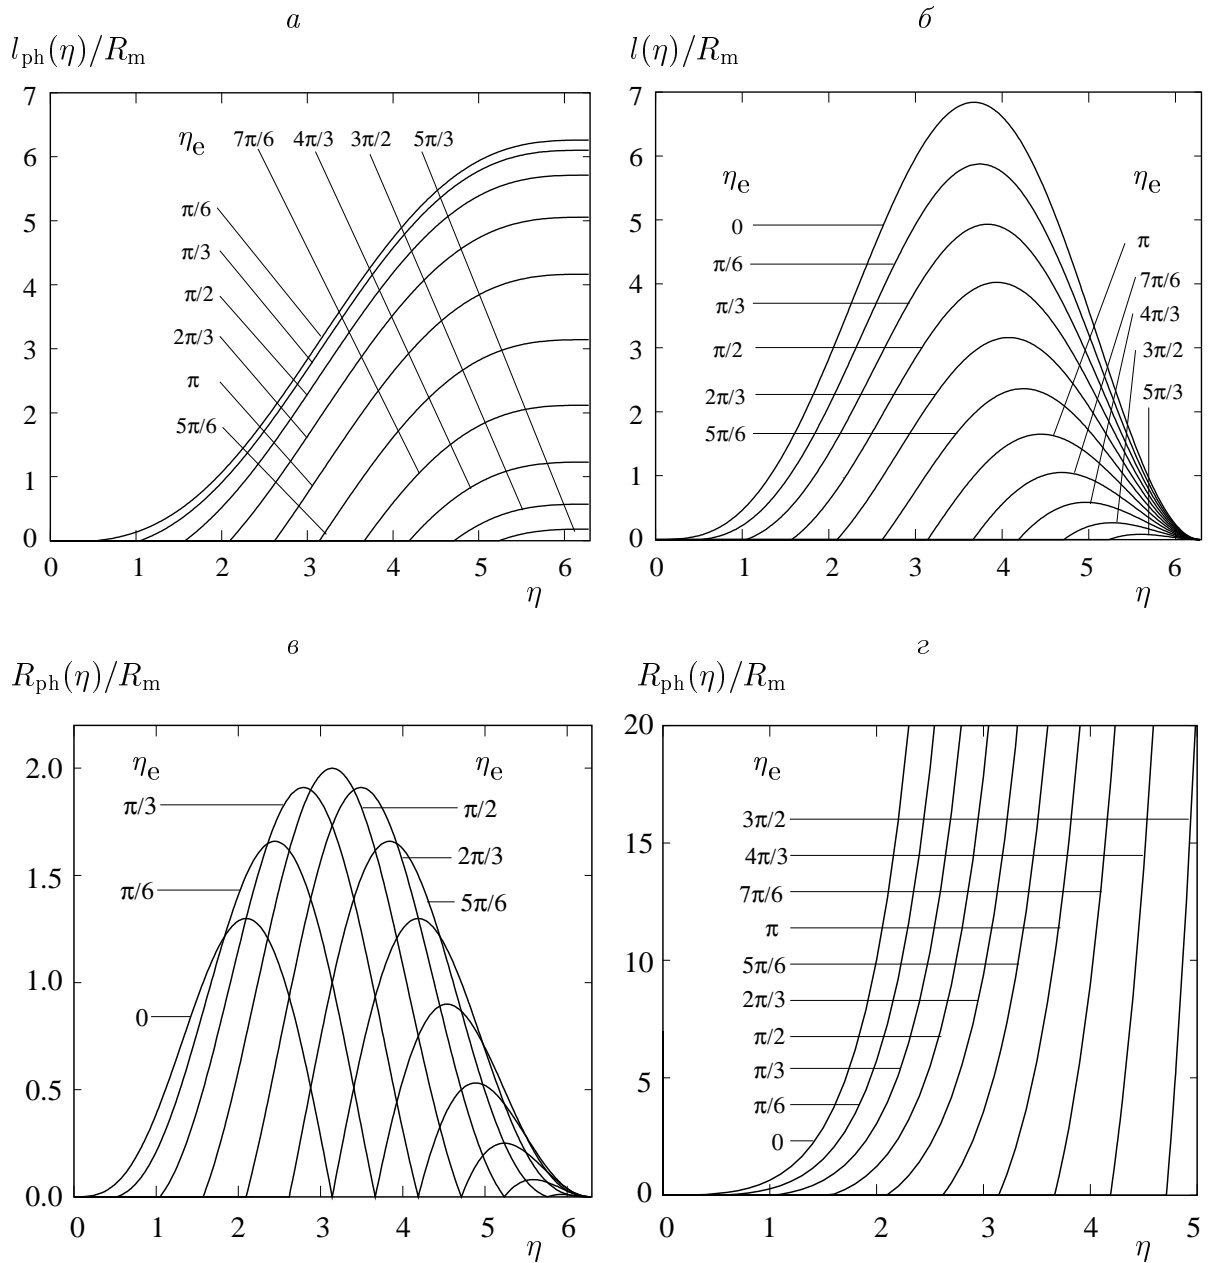 а
l_ph(η)/R_m
7
6
5
4
3
2
1
0
η_e 7π/6 4π/3 3π/2 5π/3
π/6
π/3
π/2
2π/3
π
5π/6
0 1 2 3 4 5 6
η
б
l(η)/R_m
7
6
5
4
3
2
1
0
η_e
0
π/6
π/3
π/2
2π/3
5π/6
η_e
π
7π/6
4π/3
3π/2
5π/3
0 1 2 3 4 5 6
η
в
R_ph(η)/R_m
2.0
1.5
1.0
0.5
0.0
η_e
π/3
π/6
0
η_e
π/2
2π/3
5π/6
0 1 2 3 4 5 6
η
г
R_ph(η)/R_m
20
15
10
5
0
η_e
3π/2
4π/3
7π/6
π
5π/6
2π/3
π/2
π/3
π/6
0
0 1 2 3 4 5
η